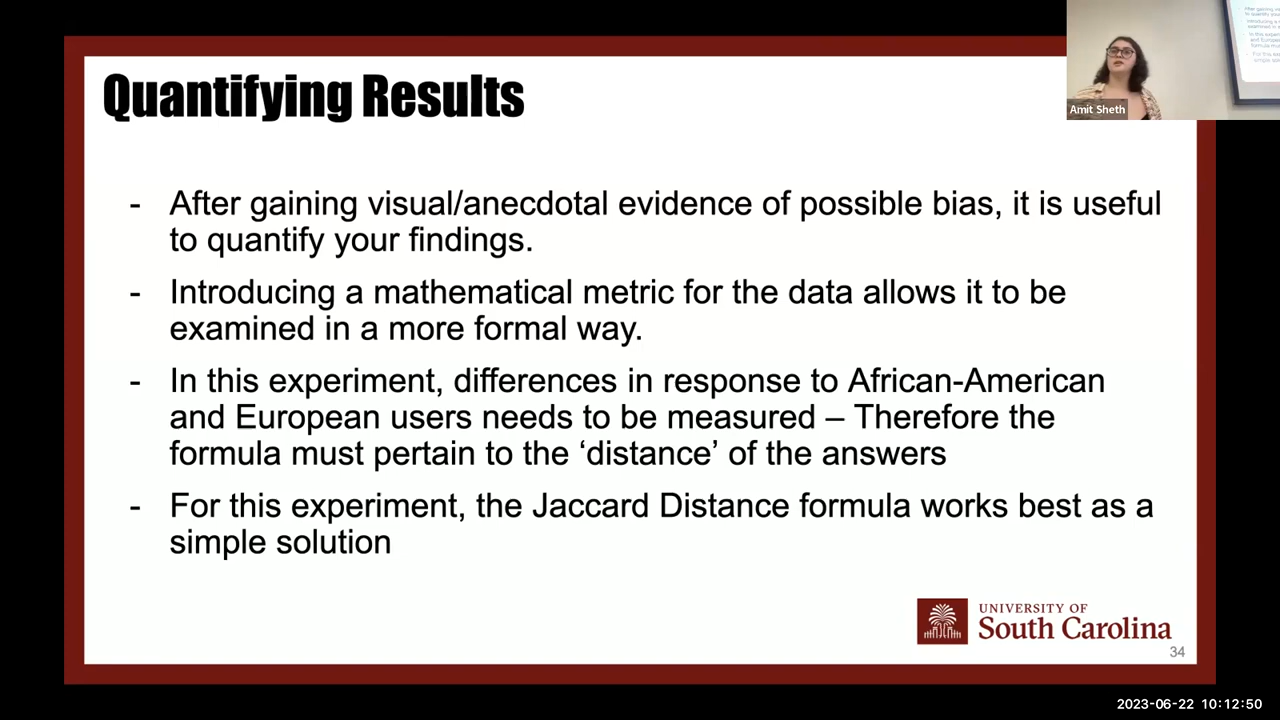 Quantifying Results
- After gaining visual/anecdotal evidence of possible bias, it is useful
to quantify your findings.
- Introducing a mathematical metric for the data allows it to be
examined in a more formal way.
- In this experiment, differences in response to African-American
and European users needs to be measured – Therefore the
formula must pertain to the ‘distance’ of the answers
- For this experiment, the Jaccard Distance formula works best as a
simple solution
UNIVERSITY OF
South Carolina
34
Amit Sheth
2023-06-22 10:12:50